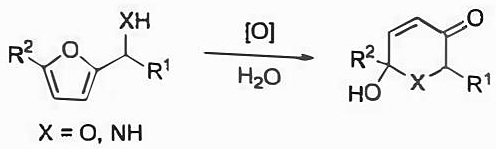 XH
R² O R¹
[O]
H₂O
O
R²
HO X R¹
X = O, NH